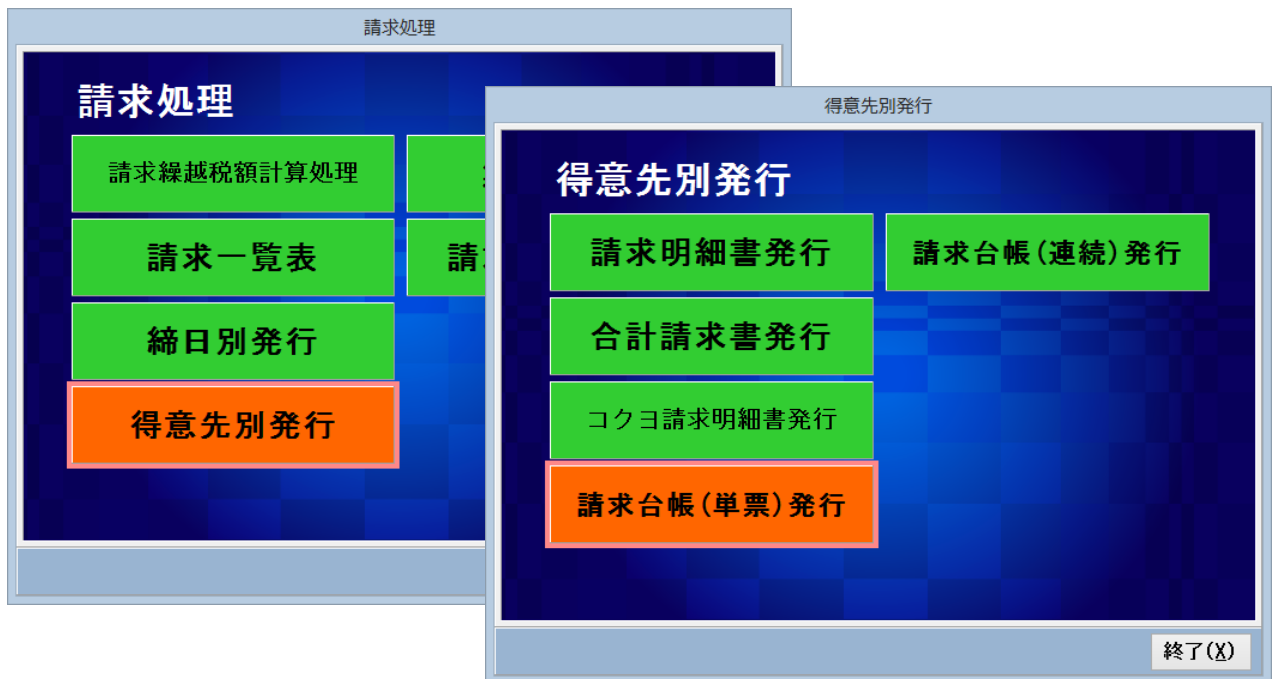 請求処理
請求処理
請求繰越税額計算処理
請求一覧表
請
締日別発行
得意先別発行
得意先別発行
得意先別発行
請求明細書発行
請求台帳(連続)発行
合計請求書発行
コクヨ請求明細書発行
請求台帳(単票)発行
終了(X)